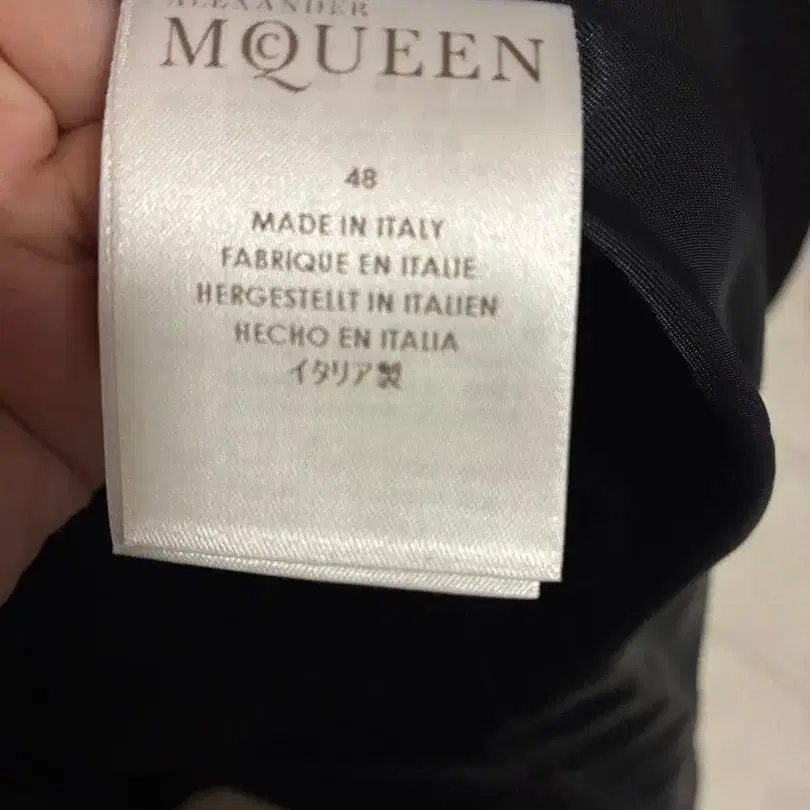 ALEXANDER
MCQUEEN
48
MADE IN ITALY
FABRIQUE EN ITALIE
HERGESTELLT IN ITALIEN
HECHO EN ITALIA
イタリア製